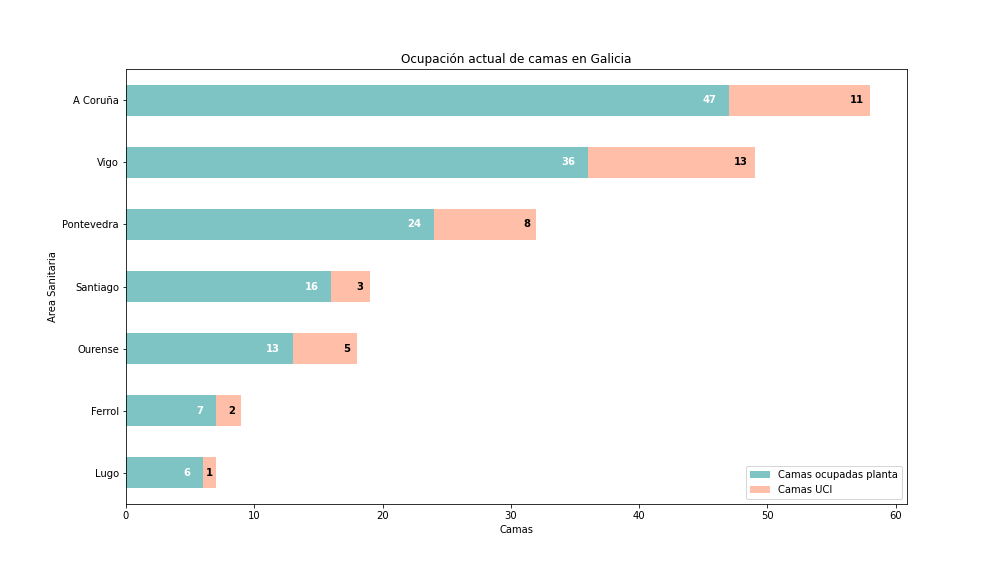 Ocupación actual de camas en Galicia
Area Sanitaria
A Coruña 47 11
Vigo 36 13
Pontevedra 24 8
Santiago 16 3
Ourense 13 5
Ferrol 7 2
Lugo 6 1
Camas ocupadas planta
Camas UCI
0 10 20 30 40 50 60
Camas